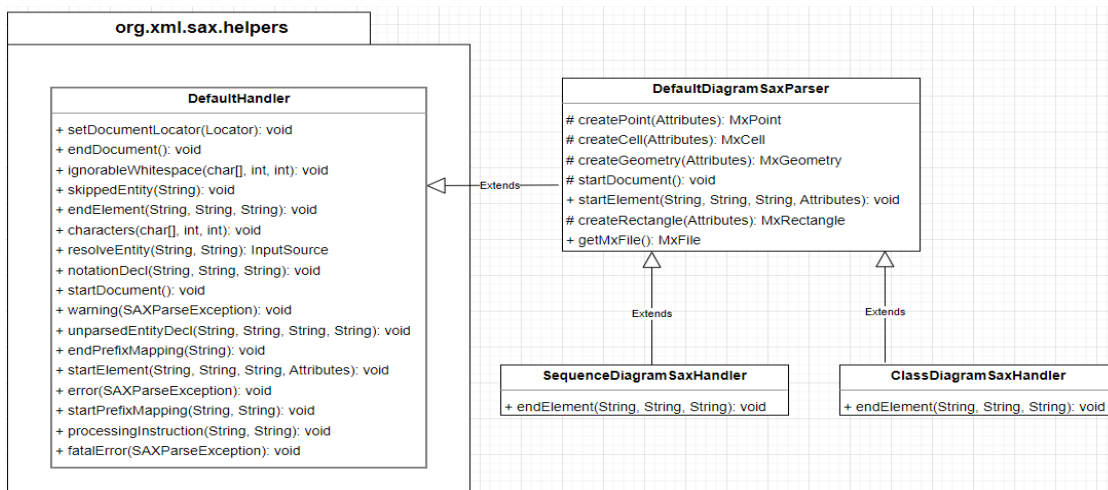 org.xml.sax.helpers
DefaultHandler
+ setDocumentLocator(Locator): void
+ endDocument(): void
+ ignorableWhitespace(char[], int, int): void
+ skippedEntity(String): void
+ endElement(String, String, String): void
+ characters(char[], int, int): void
+ resolveEntity(String, String): InputSource
+ notationDecl(String, String, String): void
+ startDocument(): void
+ warning(SAXParseException): void
+ unparsedEntityDecl(String, String, String, String): void
+ endPrefixMapping(String): void
+ startElement(String, String, String, Attributes): void
+ error(SAXParseException): void
+ startPrefixMapping(String, String): void
+ processingInstruction(String, String): void
+ fatalError(SAXParseException): void
Extends
DefaultDiagramSaxParser
# createPoint(Attributes): MxPoint
# createCell(Attributes): MxCell
# createGeometry(Attributes): MxGeometry
# startDocument(): void
+ startElement(String, String, String, Attributes): void
# createRectangle(Attributes): MxRectangle
+ getMxFile(): MxFile
Extends
Extends
SequenceDiagramSaxHandler
+ endElement(String, String, String): void
ClassDiagramSaxHandler
+ endElement(String, String, String): void